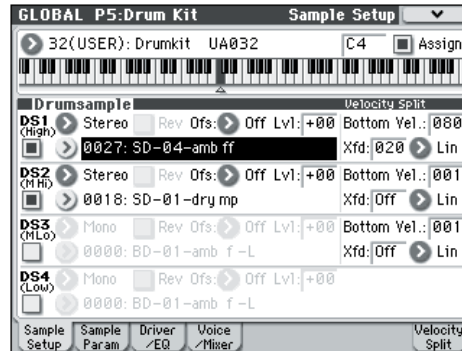 GLOBAL P5:Drum Kit Sample Setup
32(USER): Drumkit UA032 C4 Assign
Drumsample Velocity Split
DS1 Stereo Rev Ofs: Off Lvl: +00 Bottom Vel.: 080
(High) 0027: SD-04-amb ff Xfd: 020 Lin
DS2 Stereo Rev Ofs: Off Lvl: +00 Bottom Vel.: 001
(M Hi) 0018: SD-01-dry mp Xfd: Off Lin
DS3 Mono Rev Ofs: Off Lvl: +00 Bottom Vel.: 001
(MLo) 0000: BD-01-amb f -L Xfd: Off Lin
DS4 Mono Rev Ofs: Off Lvl: +00
(Low) 0000: BD-01-amb f -L
Sample Setup Sample Param Driver /EQ Voice /Mixer Velocity Split